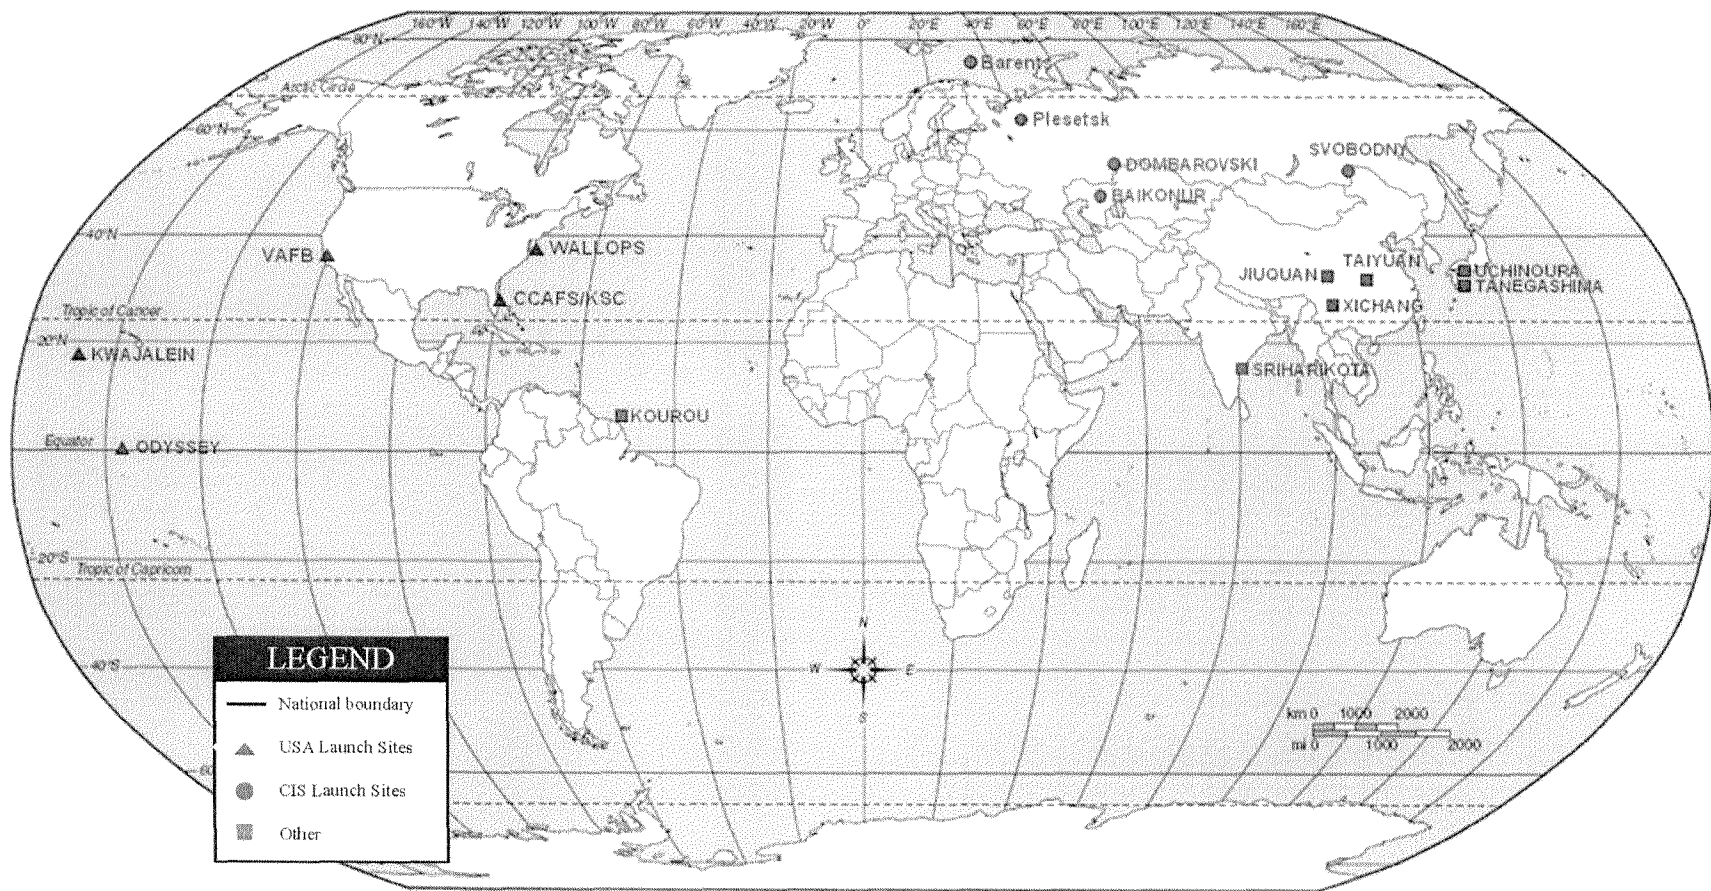 160°W 140°W 120°W 100°W 80°W 60°W 40°W 20°W 0° 20°E 40°E 60°E 80°E 100°E 120°E 140°E 160°E
80°N
Barents
Arctic Circle
Plesetsk
60°N
SVOBODNY
DOMBAROVSKI
BAIKONUR
40°N
WALLOPS
VAFB
TAIYUAN
JIUQUAN
UCHINOURA
TANEGASHIMA
CCAFS/KSC
XICHANG
Tropic of Cancer
20°N
KWAJALEIN
SRIHARIKOTA
KOUROU
Equator
ODYSSEY
20°S
Tropic of Capricorn
N
W E
S
40°S
LEGEND
National boundary
USA Launch Sites
CIS Launch Sites
Other
km 0 1000 2000
mi 0 1000 2000